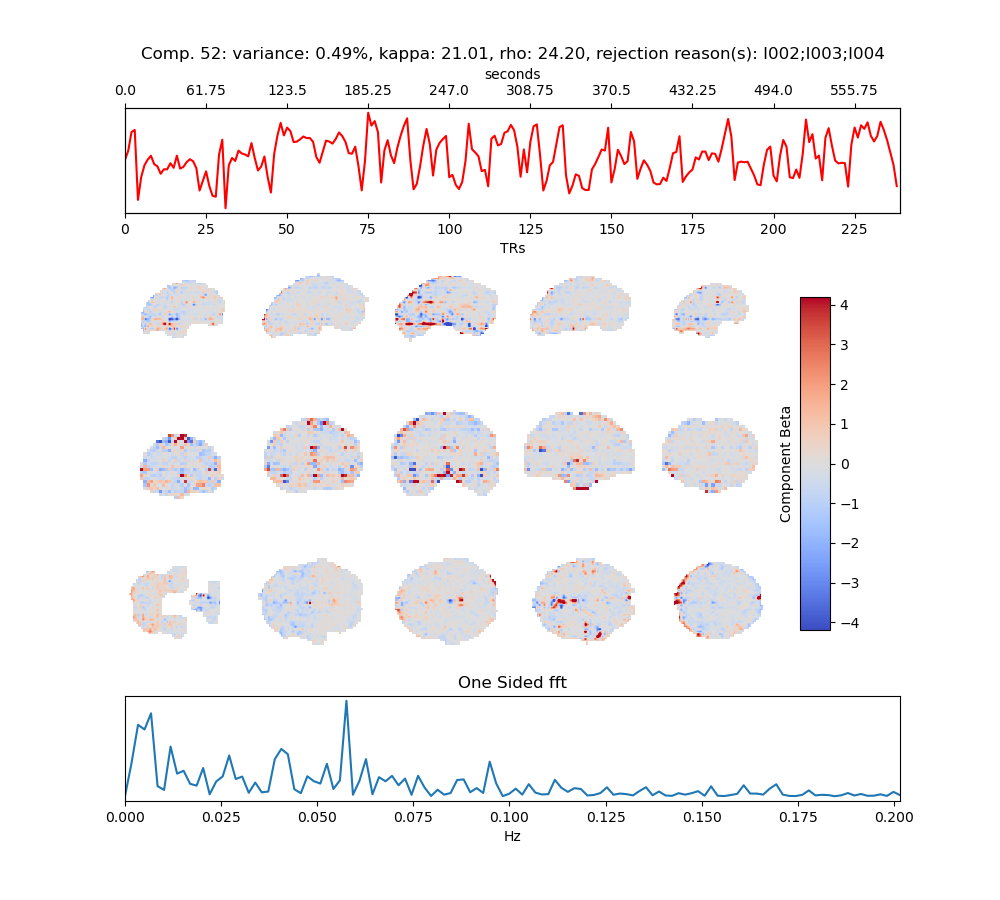 Comp. 52: variance: 0.49%, kappa: 21.01, rho: 24.20, rejection reason(s): I002;I003;I004
seconds
0.0 61.75 123.5 185.25 247.0 308.75 370.5 432.25 494.0 555.75
0 25 50 75 100 125 150 175 200 225
TRs
4
3
2
1
0
−1
−2
−3
−4
Component Beta
One Sided fft
0.000 0.025 0.050 0.075 0.100 0.125 0.150 0.175 0.200
Hz